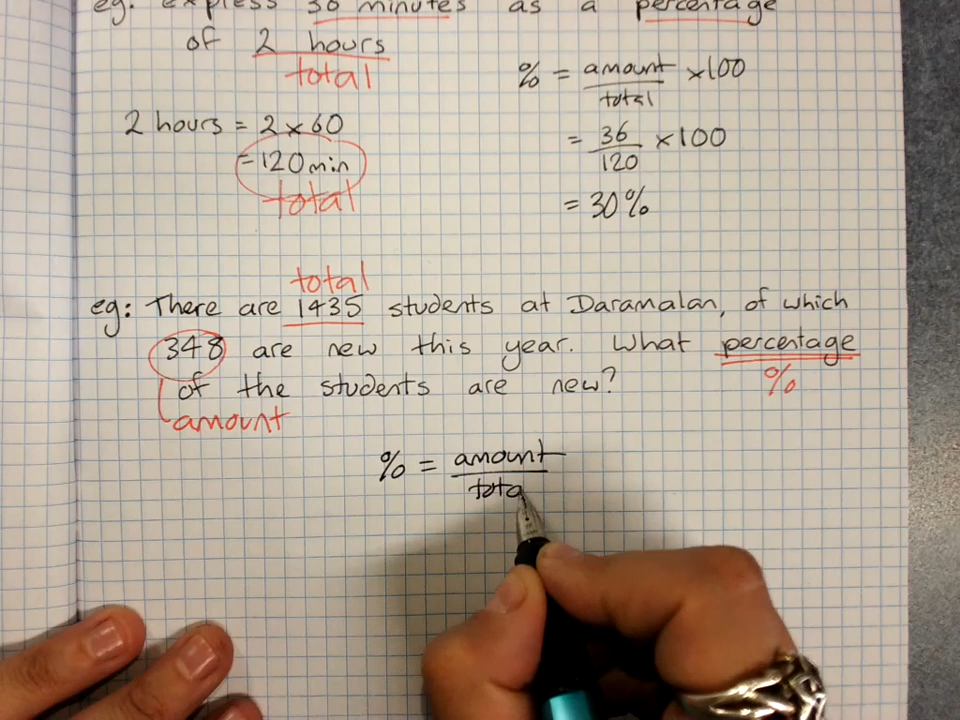 eg: express 36 minutes as a percentage
of 2 hours
total
2 hours = 2 × 60
= 120 min
total
% = amount/total ×100
= 36/120 ×100
= 30%
total
eg: There are 1435 students at Daramalan, of which
348 are new this year. What percentage
%
of the students are new?
amount
% = amount
tota